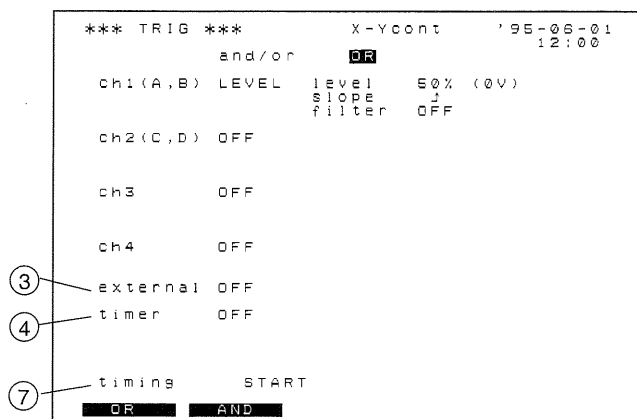 *** TRIG *** X-Ycont '95-06-01
12:00
and/or OR
ch1(A,B) LEVEL level 50% (0V)
slope ↑
filter OFF
ch2(C,D) OFF
ch3 OFF
ch4 OFF
③ external OFF
④ timer OFF
⑦ timing START
OR AND